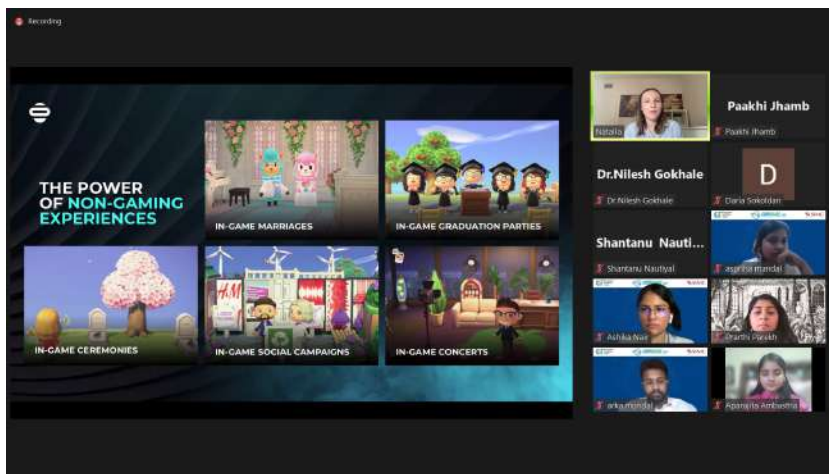 Recording
THE POWER
OF NON-GAMING
EXPERIENCES
IN-GAME MARRIAGES
IN-GAME GRADUATION PARTIES
IN-GAME CEREMONIES
IN-GAME SOCIAL CAMPAIGNS
IN-GAME CONCERTS
H&M
Natalia
Paakhi Jhamb
Paakhi Jhamb
Dr.Nilesh Gokhale
Dr.Nilesh Gokhale
D
Daria Sokoldan
Shantanu Nauti...
Shantanu Nautiyal
aspriha mandal
Ashika Nair
Prarthi Parekh
arka mondal
Aparajita Ambastha